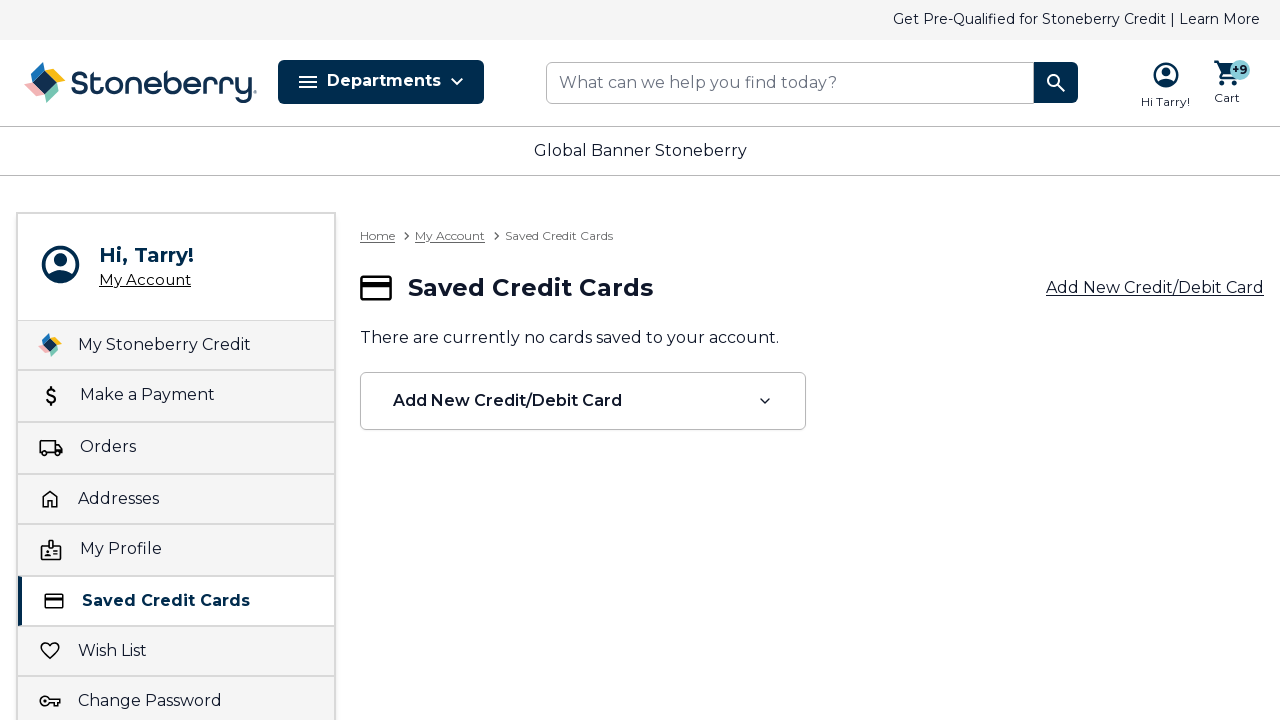 Get Pre-Qualified for Stoneberry Credit | Learn More
Stoneberry.
Departments
What can we help you find today?
Hi Tarry!
+9
Cart
Global Banner Stoneberry
Hi, Tarry!
My Account
My Stoneberry Credit
Make a Payment
Orders
Addresses
My Profile
Saved Credit Cards
Wish List
Change Password
Home > My Account > Saved Credit Cards
Saved Credit Cards
Add New Credit/Debit Card
There are currently no cards saved to your account.
Add New Credit/Debit Card